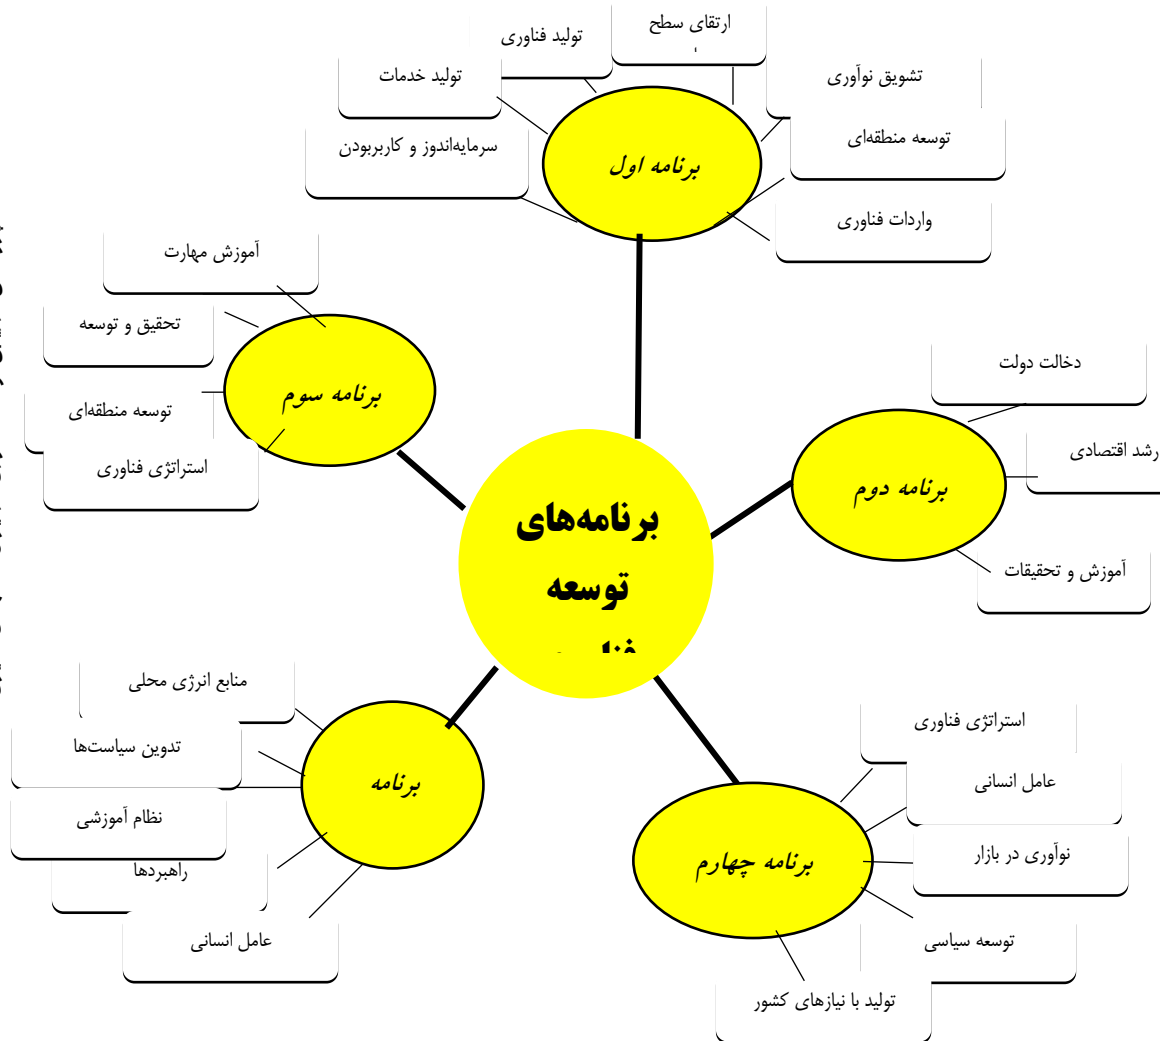 ارتقای سطح
تولید فناوری
تولید خدمات
تشویق نوآوری
سرمایه‌اندوز و کاربربودن
توسعه منطقه‌ای
برنامه اول
واردات فناوری
آموزش مهارت
تحقیق و توسعه
توسعه منطقه‌ای
استراتژی فناوری
برنامه سوم
دخالت دولت
رشد اقتصادی
آموزش و تحقیقات
برنامه دوم
برنامه‌های
توسعه
منابع انرژی محلی
تدوین سیاست‌ها
نظام آموزشی
راهبردها
عامل انسانی
برنامه
استراتژی فناوری
عامل انسانی
نوآوری در بازار
توسعه سیاسی
تولید با نیازهای کشور
برنامه چهارم